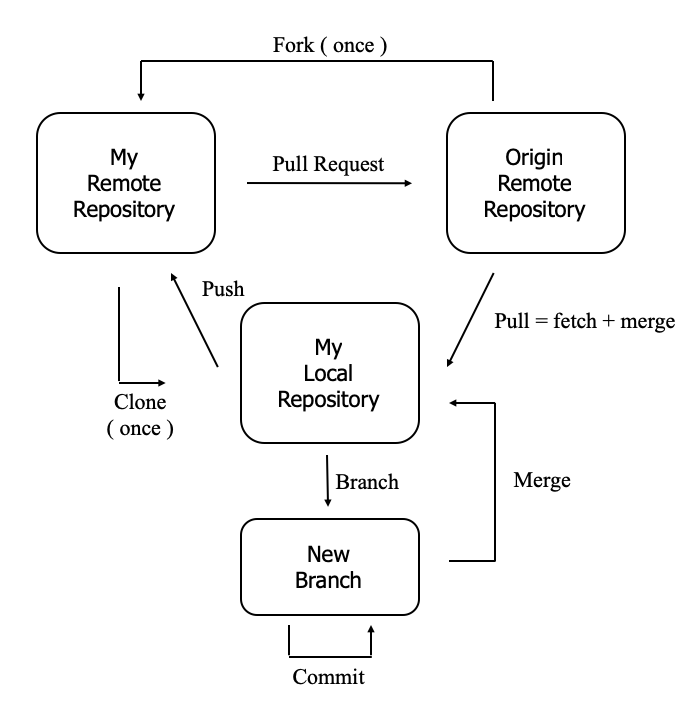 Fork ( once )
My
Remote
Repository
Pull Request
Origin
Remote
Repository
Push
Pull = fetch + merge
My
Local
Repository
Clone
( once )
Branch
Merge
New
Branch
Commit